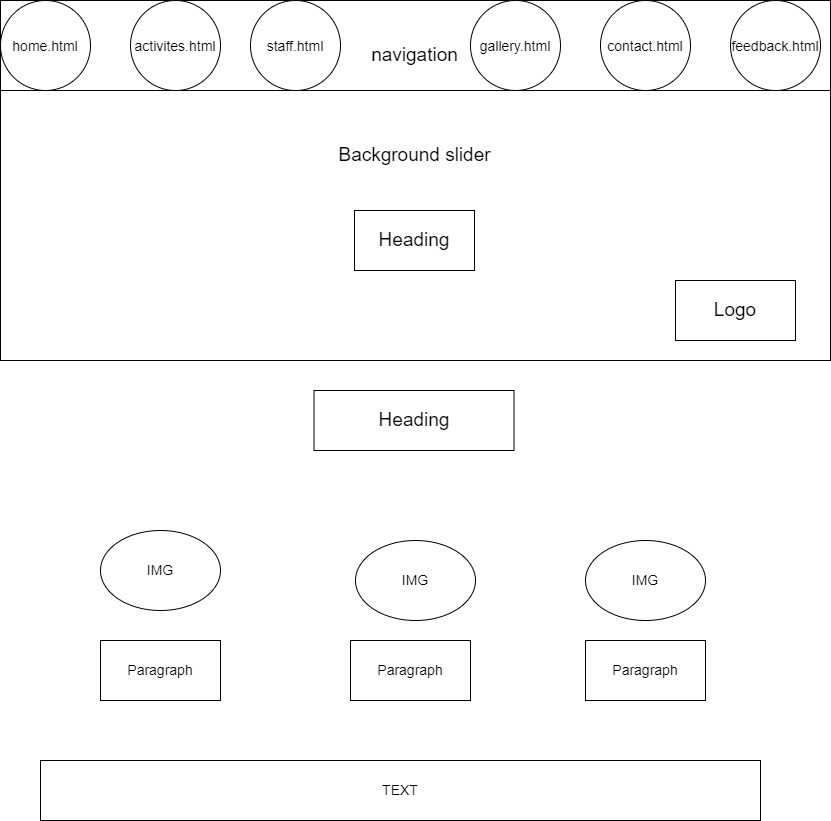 home.html
activites.html
staff.html
navigation
gallery.html
contact.html
feedback.html
Background slider
Heading
Logo
Heading
IMG
IMG
IMG
Paragraph
Paragraph
Paragraph
TEXT